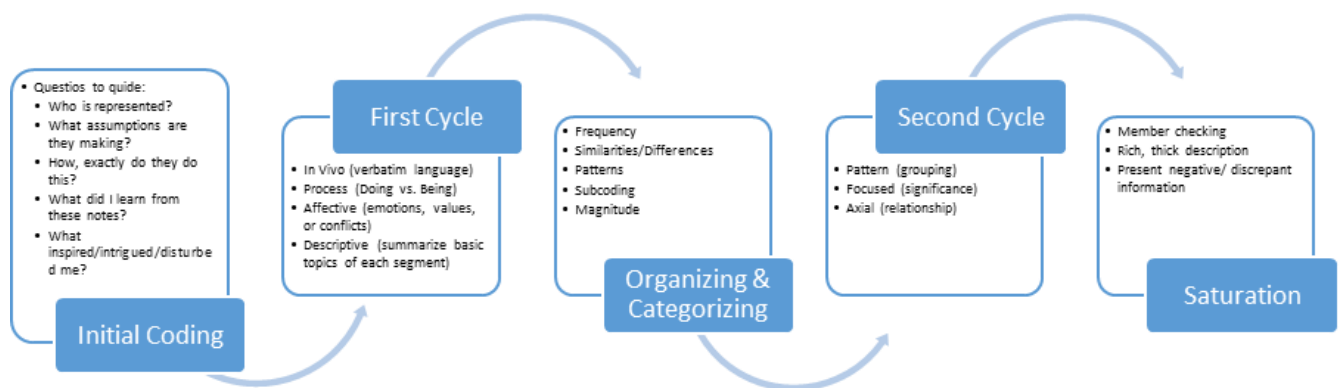 ▪ Questios to quide:
▪ Who is represented?
▪ What assumptions are
they making?
▪ How, exactly do they do
this?
▪ What did I learn from
these notes?
▪ What
inspired/intrigued/disturbe
d me?
Initial Coding
First Cycle
▪ In Vivo (verbatim language)
▪ Process (Doing vs. Being)
▪ Affective (emotions, values,
or conflicts)
▪ Descriptive (summarize basic
topics of each segment)
▪ Frequency
▪ Similarities/Differences
▪ Patterns
▪ Subcoding
▪ Magnitude
Organizing &
Categorizing
Second Cycle
▪ Pattern (grouping)
▪ Focused (significance)
▪ Axial (relationship)
▪ Member checking
▪ Rich, thick description
▪ Present negative/ discrepant
information
Saturation